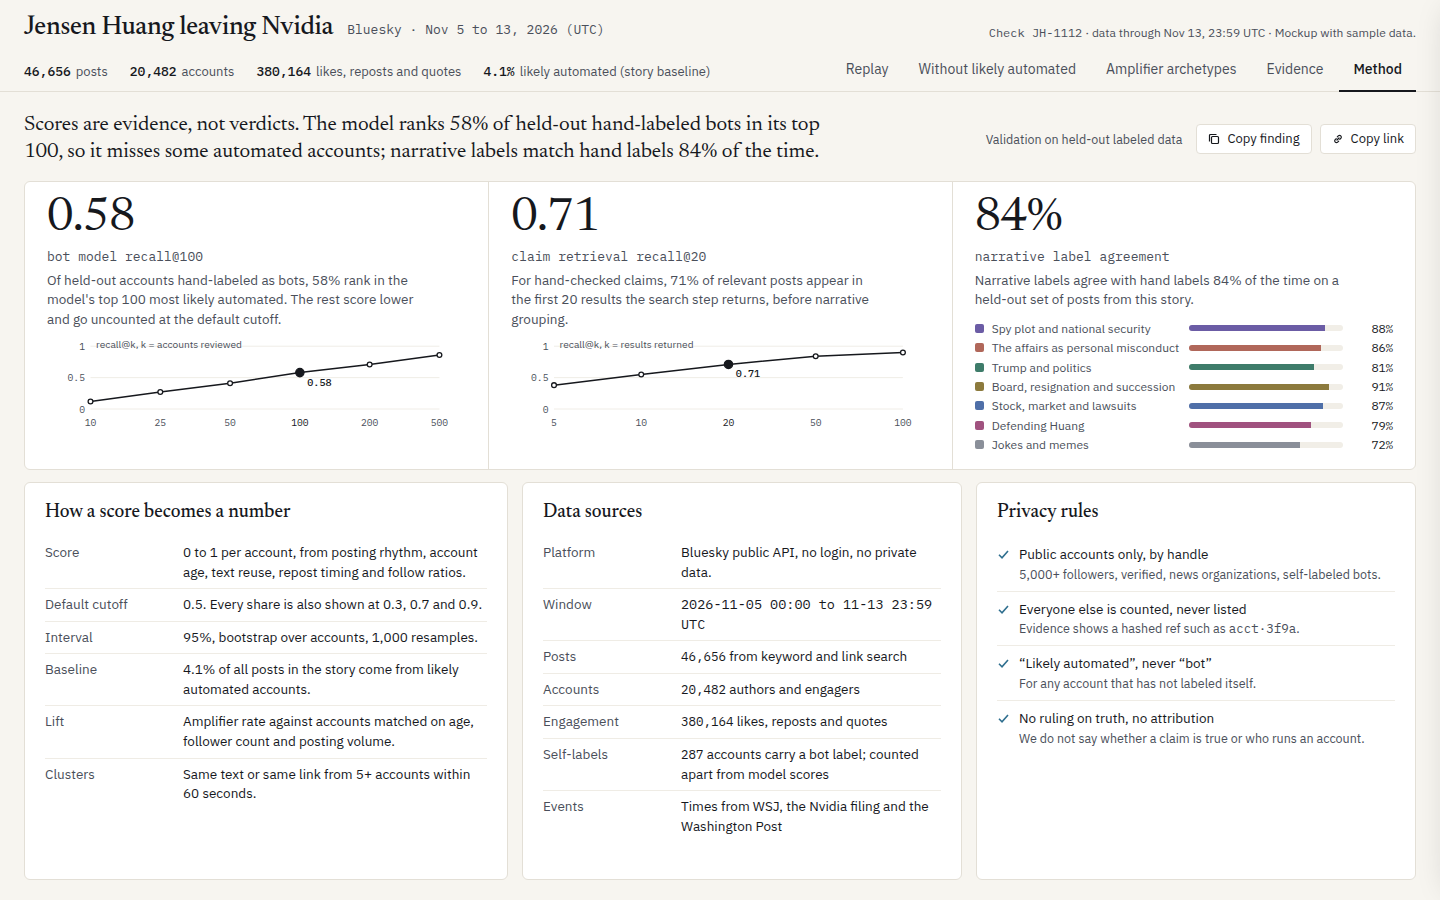 Jensen Huang leaving Nvidia
Bluesky · Nov 5 to 13, 2026 (UTC)
Check JH-1112 · data through Nov 13, 23:59 UTC · Mockup with sample data.
46,656 posts 20,482 accounts 380,164 likes, reposts and quotes 4.1% likely automated (story baseline)
Replay Without likely automated Amplifier archetypes Evidence Method
Scores are evidence, not verdicts. The model ranks 58% of held-out hand-labeled bots in its top
100, so it misses some automated accounts; narrative labels match hand labels 84% of the time.
Validation on held-out labeled data
Copy finding
Copy link
0.58
bot model recall@100
Of held-out accounts hand-labeled as bots, 58% rank in the
model's top 100 most likely automated. The rest score lower
and go uncounted at the default cutoff.
recall@k, k = accounts reviewed
1
0.5
0
0.58
10 25 50 100 200 500
0.71
claim retrieval recall@20
For hand-checked claims, 71% of relevant posts appear in
the first 20 results the search step returns, before narrative
grouping.
recall@k, k = results returned
1
0.5
0
0.71
5 10 20 50 100
84%
narrative label agreement
Narrative labels agree with hand labels 84% of the time on a
held-out set of posts from this story.
Spy plot and national security 88%
The affairs as personal misconduct 86%
Trump and politics 81%
Board, resignation and succession 91%
Stock, market and lawsuits 87%
Defending Huang 79%
Jokes and memes 72%
How a score becomes a number
Score 0 to 1 per account, from posting rhythm, account
age, text reuse, repost timing and follow ratios.
Default cutoff 0.5. Every share is also shown at 0.3, 0.7 and 0.9.
Interval 95%, bootstrap over accounts, 1,000 resamples.
Baseline 4.1% of all posts in the story come from likely
automated accounts.
Lift Amplifier rate against accounts matched on age,
follower count and posting volume.
Clusters Same text or same link from 5+ accounts within
60 seconds.
Data sources
Platform Bluesky public API, no login, no private
data.
Window 2026-11-05 00:00 to 11-13 23:59
UTC
Posts 46,656 from keyword and link search
Accounts 20,482 authors and engagers
Engagement 380,164 likes, reposts and quotes
Self-labels 287 accounts carry a bot label; counted
apart from model scores
Events Times from WSJ, the Nvidia filing and the
Washington Post
Privacy rules
Public accounts only, by handle
5,000+ followers, verified, news organizations, self-labeled bots.
Everyone else is counted, never listed
Evidence shows a hashed ref such as acct·3f9a.
“Likely automated”, never “bot”
For any account that has not labeled itself.
No ruling on truth, no attribution
We do not say whether a claim is true or who runs an account.